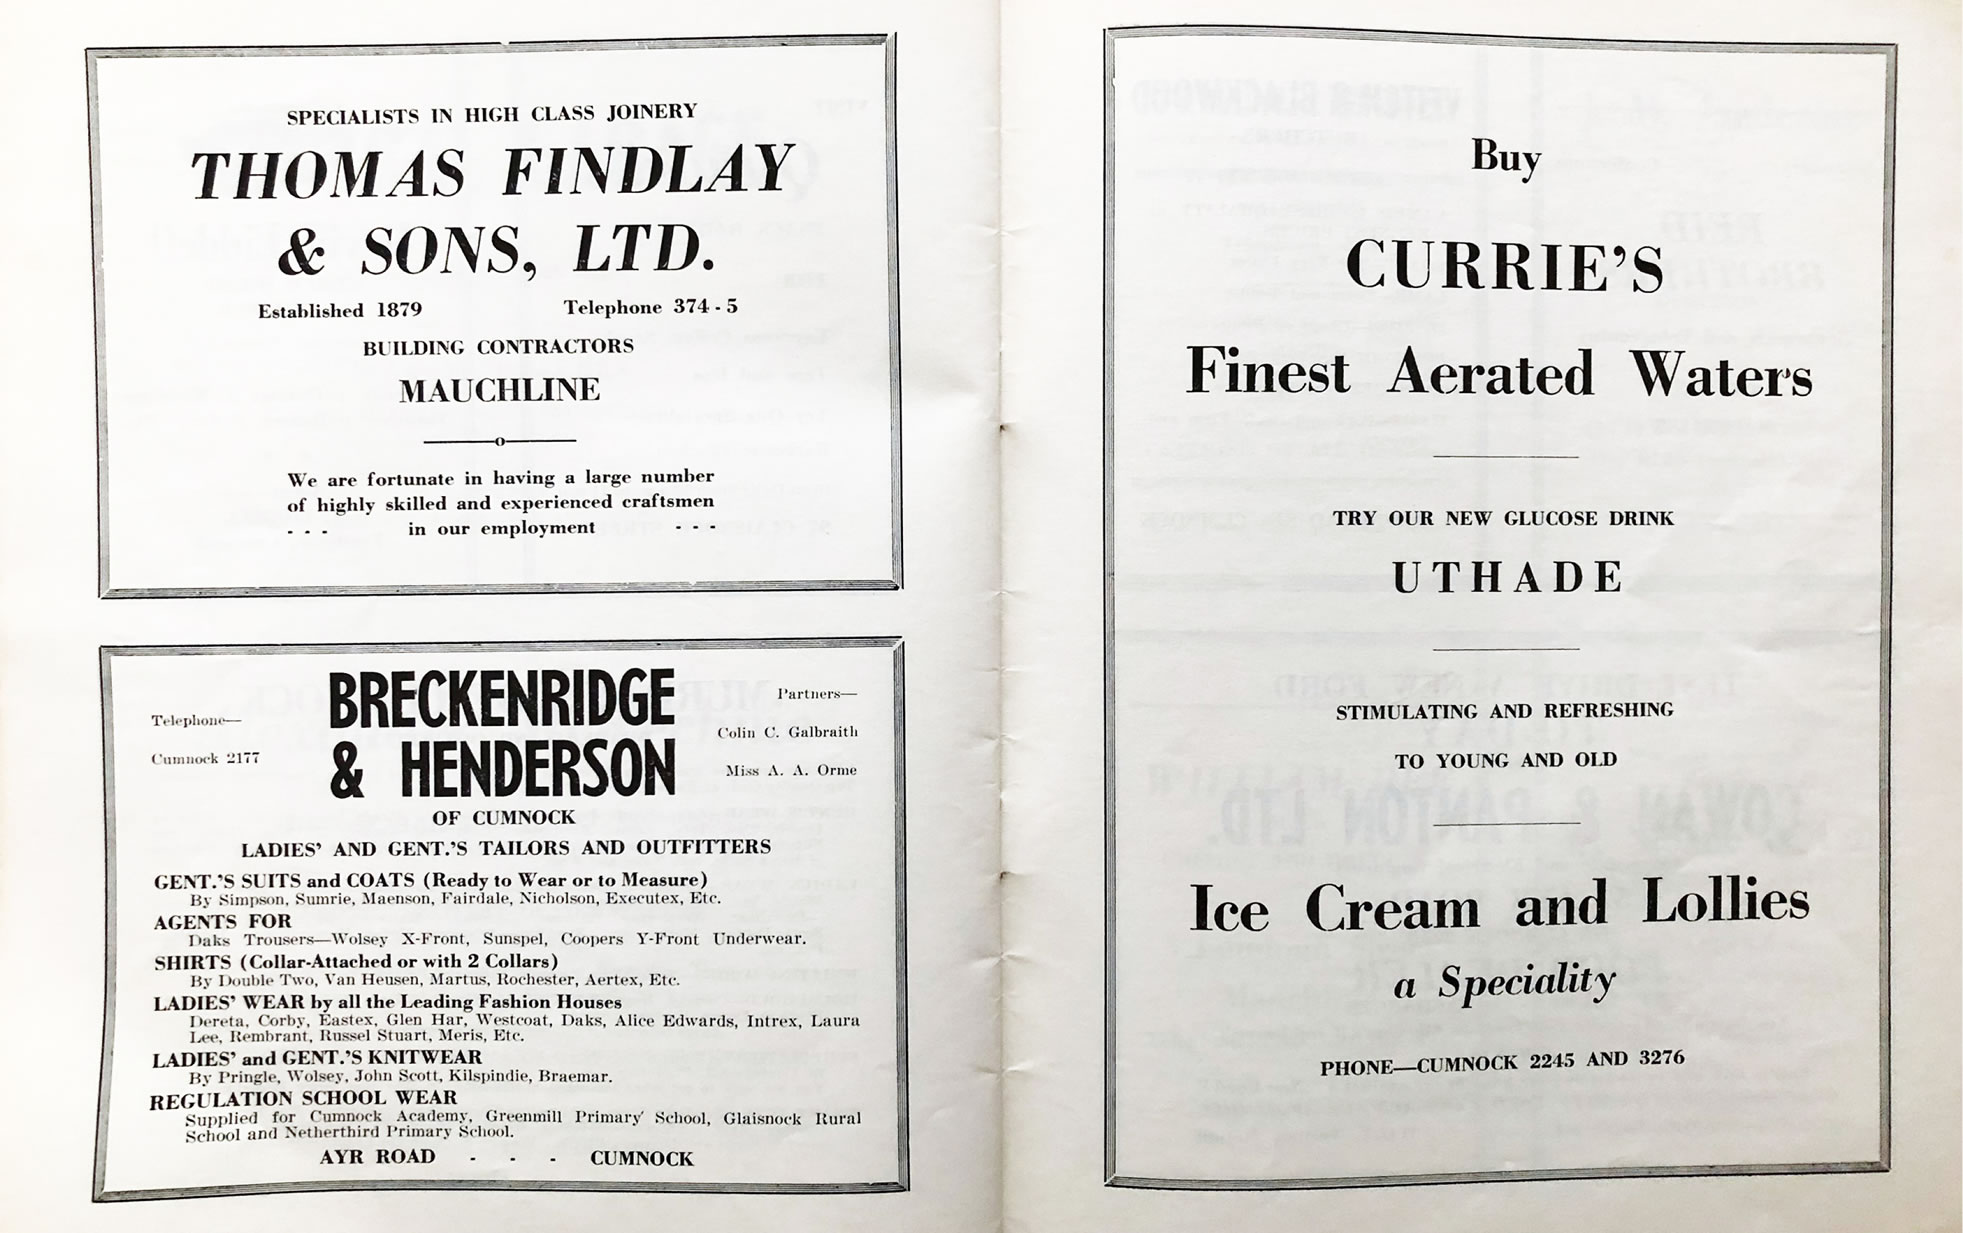 SPECIALISTS IN HIGH CLASS JOINERY
THOMAS FINDLAY
& SONS, LTD.
Established 1879 Telephone 374-5
BUILDING CONTRACTORS
MAUCHLINE
We are fortunate in having a large number
of highly skilled and experienced craftsmen
- - - in our employment - - -
Telephone—
Cumnock 2177
BRECKENRIDGE
& HENDERSON
Partners—
Colin C. Galbraith
Miss A. A. Orme
OF CUMNOCK
LADIES' AND GENT.'S TAILORS AND OUTFITTERS
GENT.'S SUITS and COATS (Ready to Wear or to Measure)
By Simpson, Sumrie, Maenson, Fairdale, Nicholson, Executex, Etc.
AGENTS FOR
Daks Trousers—Wolsey X-Front, Sunspel, Coopers Y-Front Underwear.
SHIRTS (Collar-Attached or with 2 Collars)
By Double Two, Van Heusen, Martus, Rochester, Aertex, Etc.
LADIES' WEAR by all the Leading Fashion Houses
Dereta, Corby, Eastex, Glen Har, Westcoat, Daks, Alice Edwards, Intrex, Laura
Lee, Rembrant, Russel Stuart, Meris, Etc.
LADIES' and GENT.'S KNITWEAR
By Pringle, Wolsey, John Scott, Kilspindie, Braemar.
REGULATION SCHOOL WEAR
Supplied for Cumnock Academy, Greenmill Primary School, Glaisnock Rural
School and Netherthird Primary School.
AYR ROAD - - - CUMNOCK
Buy
CURRIE'S
Finest Aerated Waters
TRY OUR NEW GLUCOSE DRINK
UTHADE
STIMULATING AND REFRESHING
TO YOUNG AND OLD
Ice Cream and Lollies
a Speciality
PHONE—CUMNOCK 2245 AND 3276